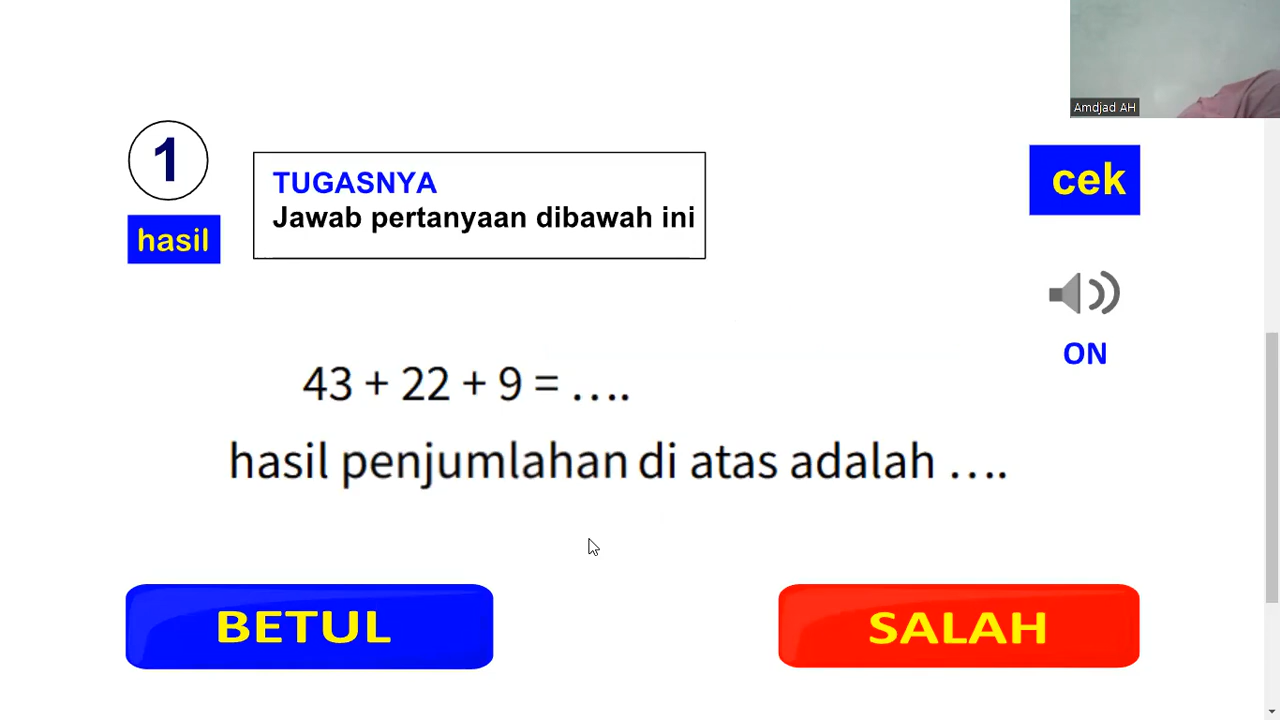 Amdjad AH
1
hasil
TUGASNYA
Jawab pertanyaan dibawah ini
cek
ON
43 + 22 + 9 = ....
hasil penjumlahan di atas adalah ....
BETUL
SALAH